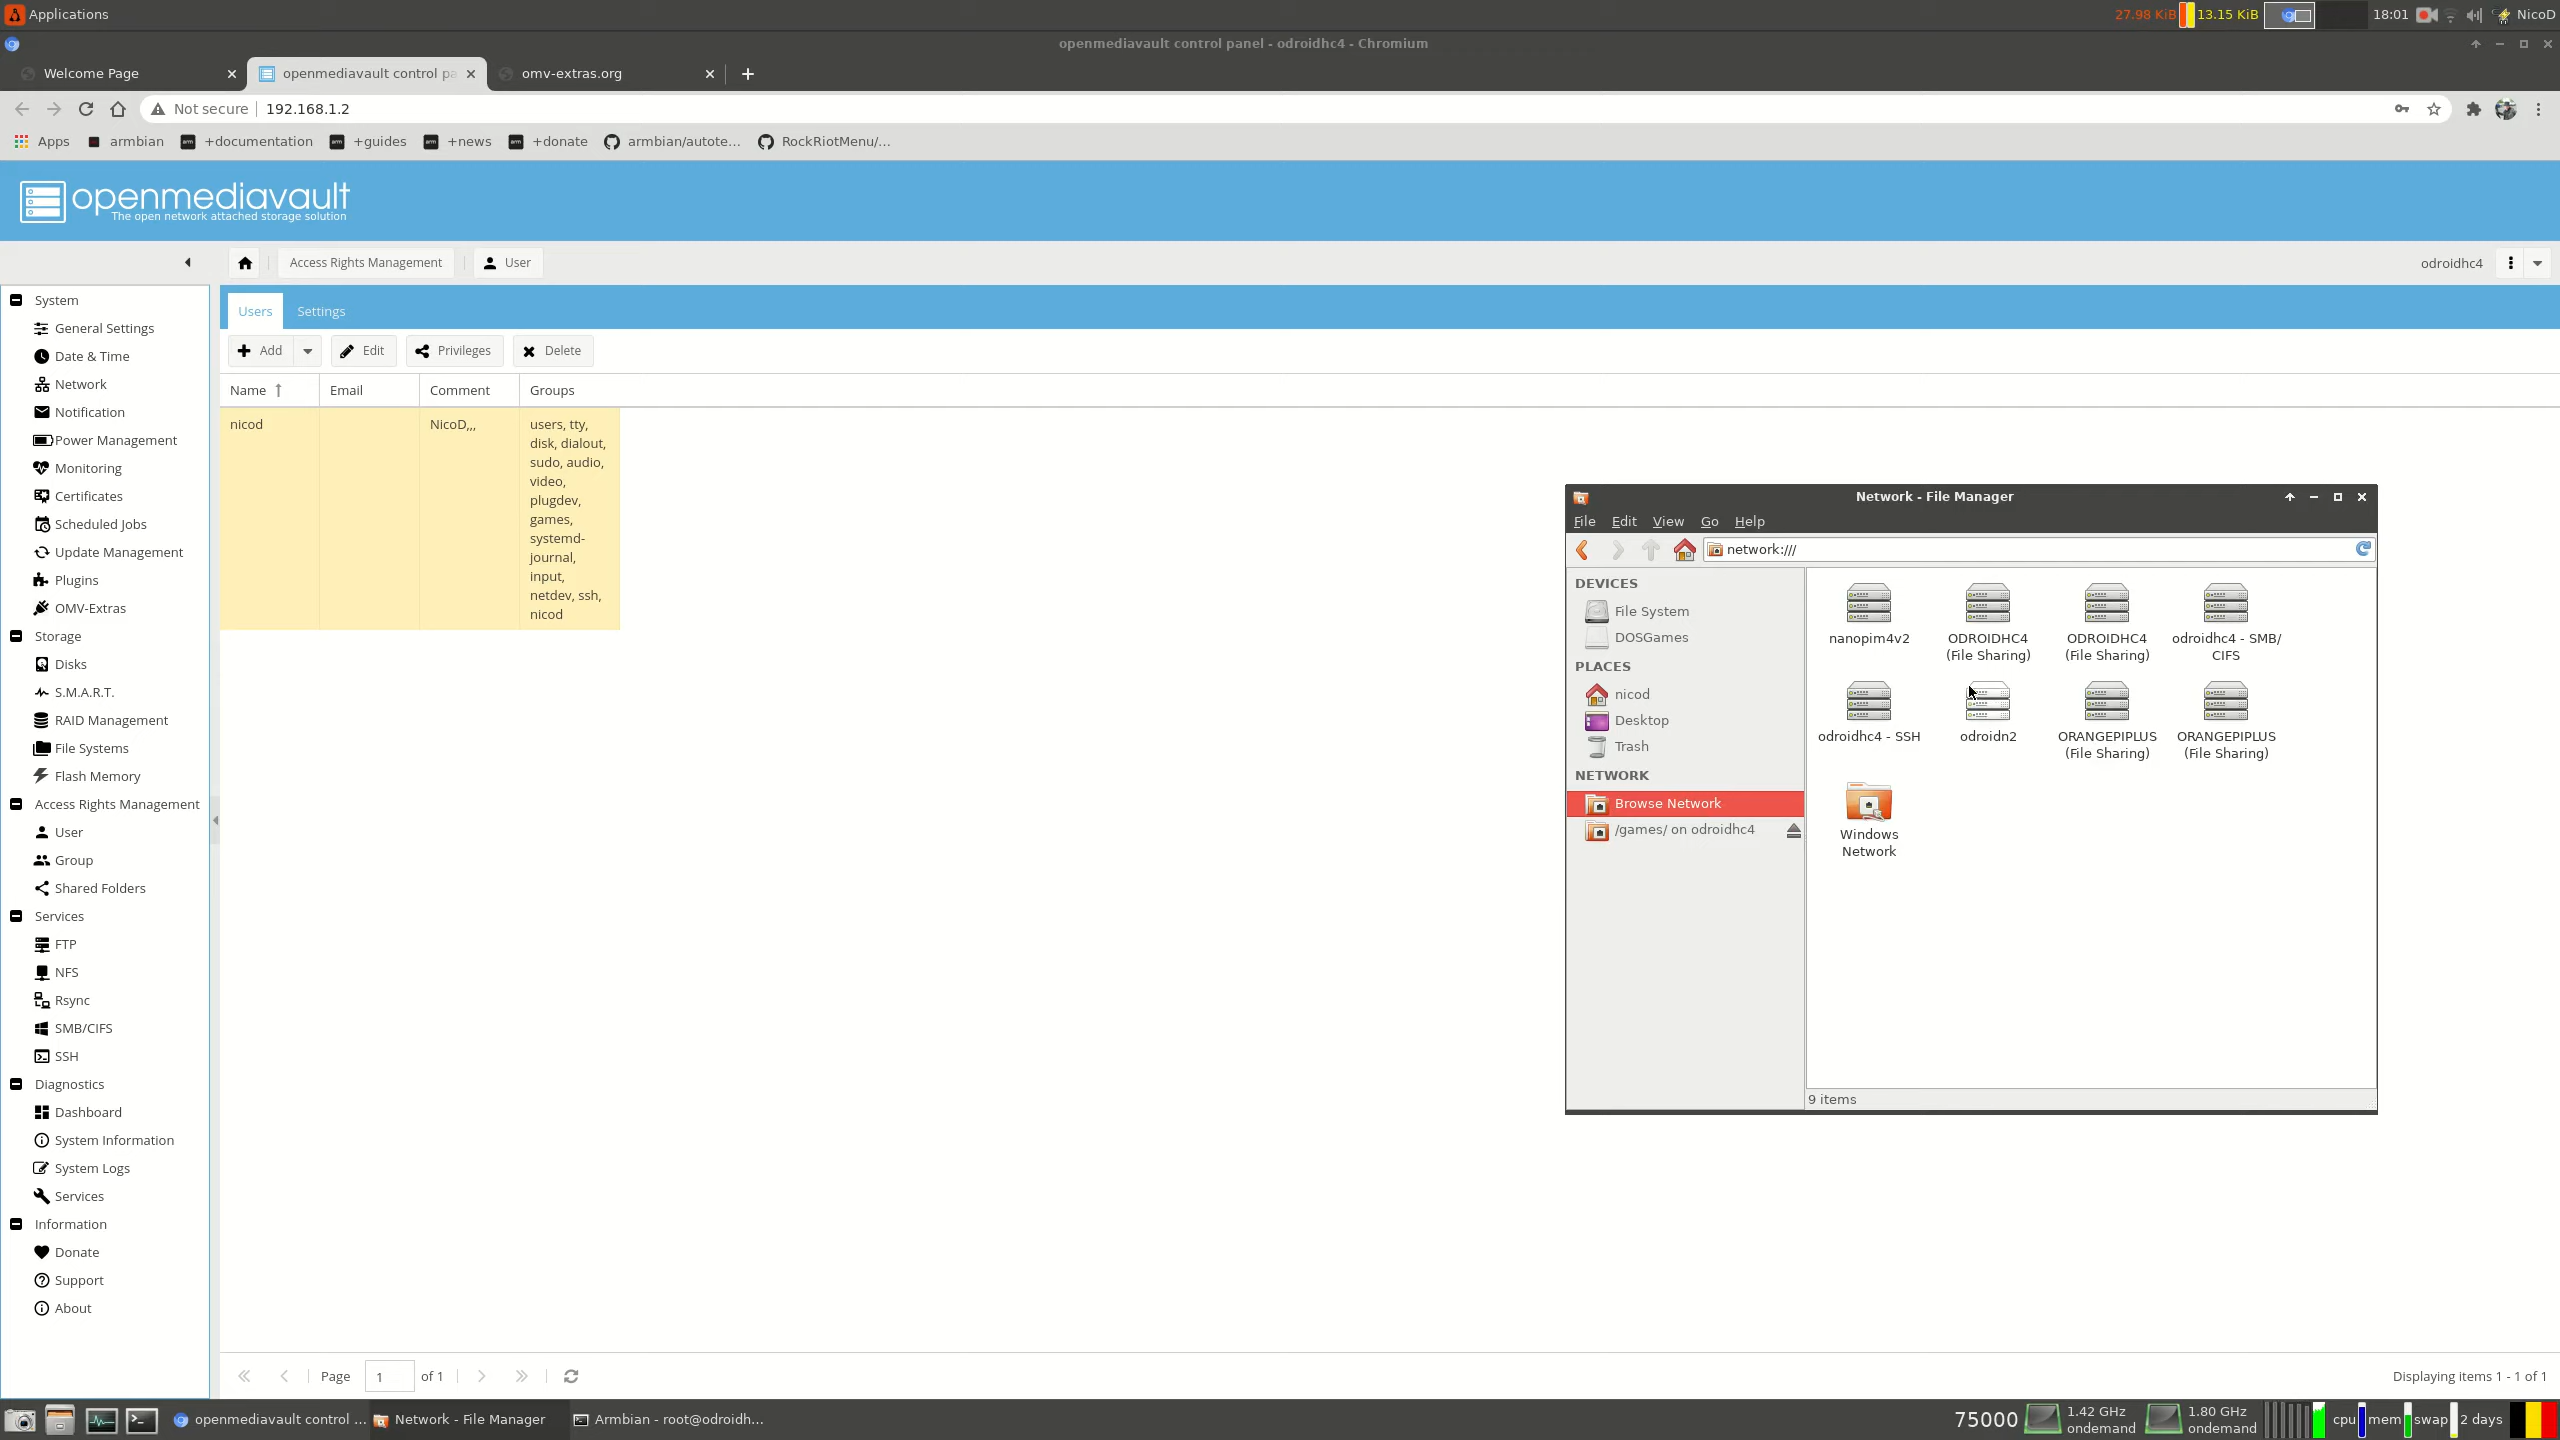 Applications
27.98 KiB 13.15 KiB 18:01 NicoD
openmediavault control panel - odroidhc4 - Chromium
Welcome Page openmediavault control pa omv-extras.org
Not secure 192.168.1.2
Apps armbian +documentation +guides +news +donate armbian/autote... RockRiotMenu/...
openmediavault
The open network attached storage solution
Access Rights Management User odroidhc4
System
General Settings
Date & Time
Network
Notification
Power Management
Monitoring
Certificates
Scheduled Jobs
Update Management
Plugins
OMV-Extras
Storage
Disks
S.M.A.R.T.
RAID Management
File Systems
Flash Memory
Access Rights Management
User
Group
Shared Folders
Services
FTP
NFS
Rsync
SMB/CIFS
SSH
Diagnostics
Dashboard
System Information
System Logs
Services
Information
Donate
Support
About
Users Settings
Add Edit Privileges Delete
Name Email Comment Groups
nicod NicoD,,, users, tty,
disk, dialout,
sudo, audio,
video,
plugdev,
games,
systemd-
journal,
input,
netdev, ssh,
nicod
Network - File Manager
File Edit View Go Help
network:///
DEVICES
File System
DOSGames
PLACES
nicod
Desktop
Trash
NETWORK
Browse Network
/games/ on odroidhc4
nanopim4v2
ODROIDHC4
(File Sharing)
ODROIDHC4
(File Sharing)
odroidhc4 - SMB/
CIFS
odroidhc4 - SSH
odroidn2
ORANGEPIPLUS
(File Sharing)
ORANGEPIPLUS
(File Sharing)
Windows
Network
9 items
Page 1 of 1 Displaying items 1 - 1 of 1
openmediavault control ... Network - File Manager Armbian - root@odroidh...
75000 1.42 GHz
ondemand
1.80 GHz
ondemand
cpu mem swap 2 days